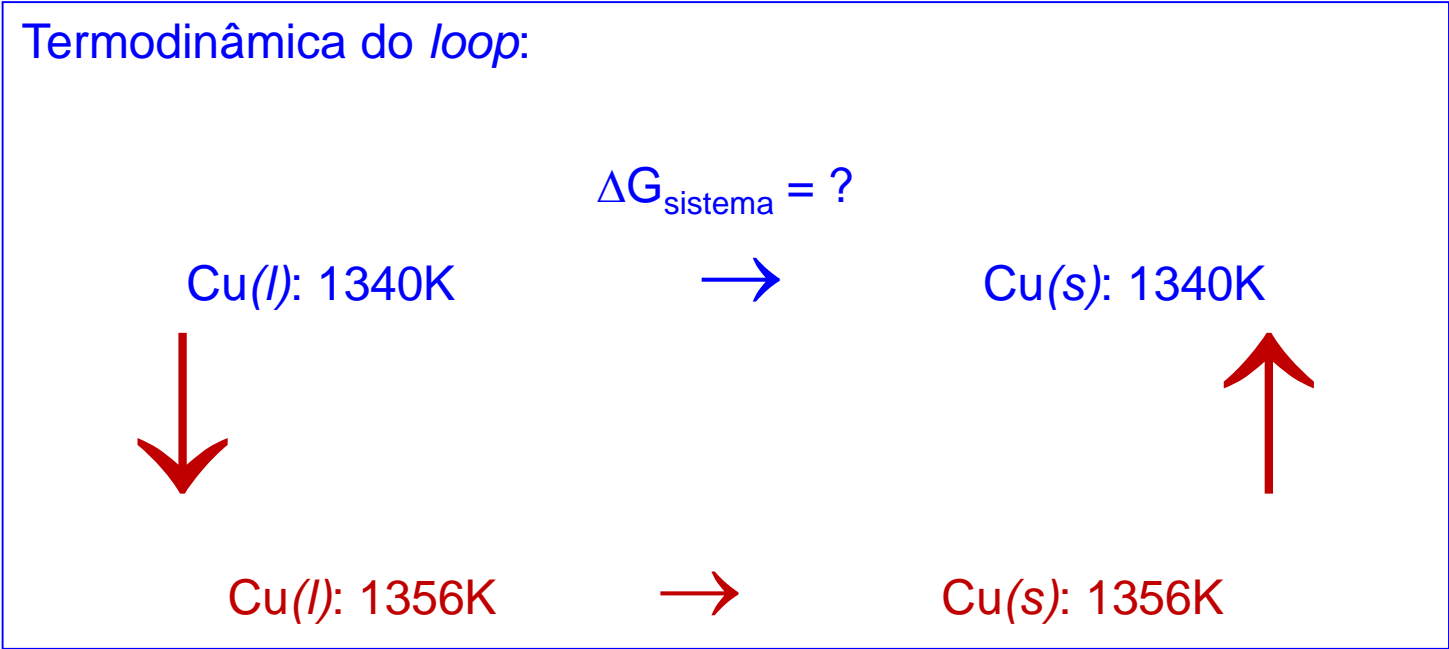 Termodinâmica do loop:
ΔGsistema = ?
Cu(l): 1340K → Cu(s): 1340K
Cu(l): 1356K → Cu(s): 1356K